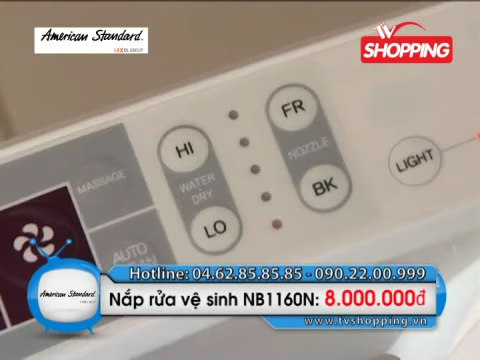 American Standard.
LIXIL GROUP
TV
SHOPPING
HI
FR
MASSAGE
WATER
NOZZLE
LIGHT
DRY
BK
LO
AUTO
Hotline: 04.62.85.85.85 - 090.22.00.999
American Standard.
Nắp rửa vệ sinh NB1160N: 8.000.000đ
www.tvshopping.vn